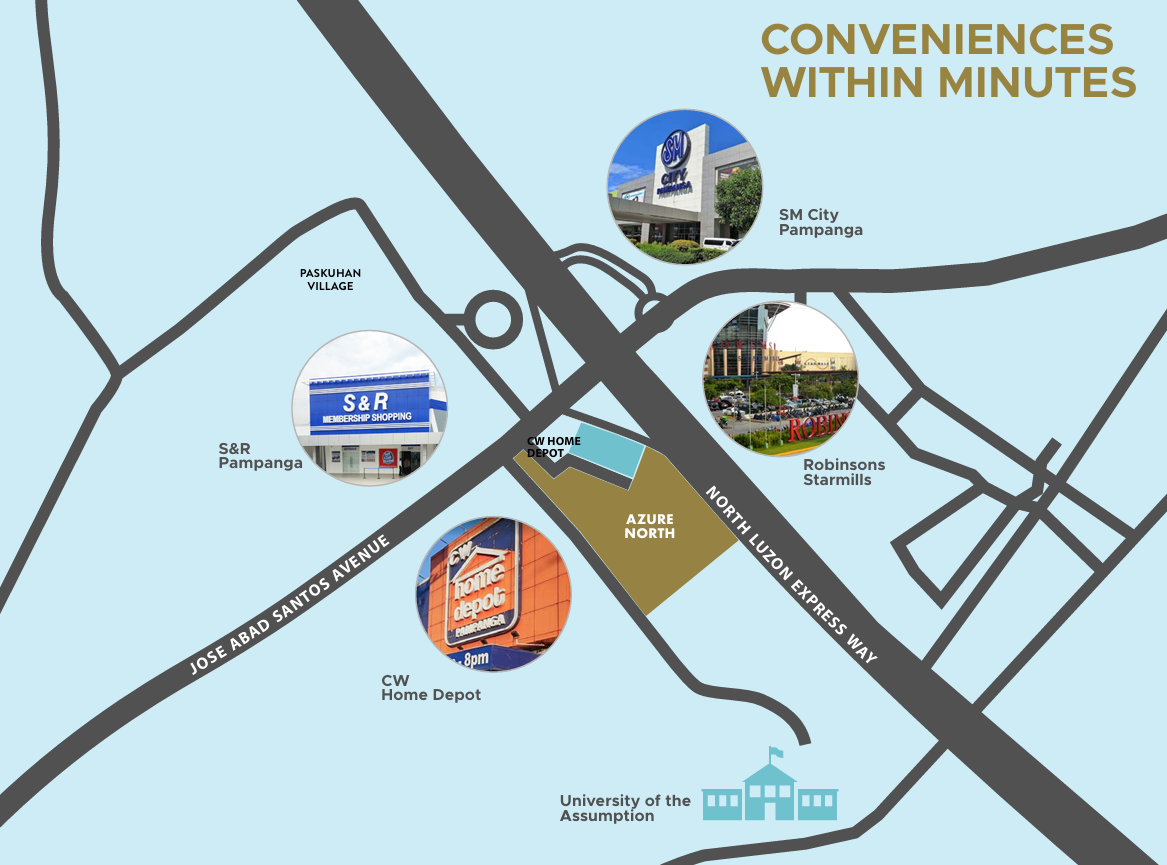 CONVENIENCES
WITHIN MINUTES
SM
CITY
PAMPANGA
SM City
Pampanga
PASKUHAN
VILLAGE
S&R
MEMBERSHIP SHOPPING
S&R
Pampanga
ROBIN
Robinsons
Starmills
CW HOME
DEPOT
AZURE
NORTH
NORTH LUZON EXPRESS WAY
JOSE ABAD SANTOS AVENUE
CW
home
depot
PAMPANGA
- 8pm
CW
Home Depot
University of the
Assumption